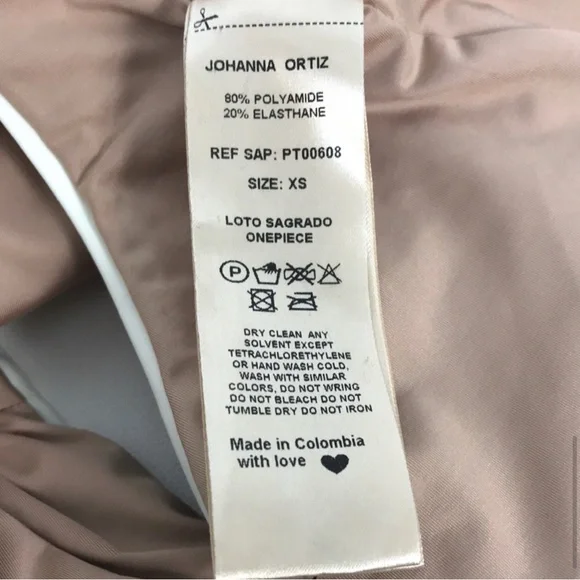 JOHANNA ORTIZ
80% POLYAMIDE
20% ELASTHANE
REF SAP: PT00608
SIZE: XS
LOTO SAGRADO
ONEPIECE
P
DRY CLEAN ANY
SOLVENT EXCEPT
TETRACHLORETHYLENE
OR HAND WASH COLD,
WASH WITH SIMILAR
COLORS, DO NOT WRING
DO NOT BLEACH DO NOT
TUMBLE DRY DO NOT IRON
Made in Colombia
with love